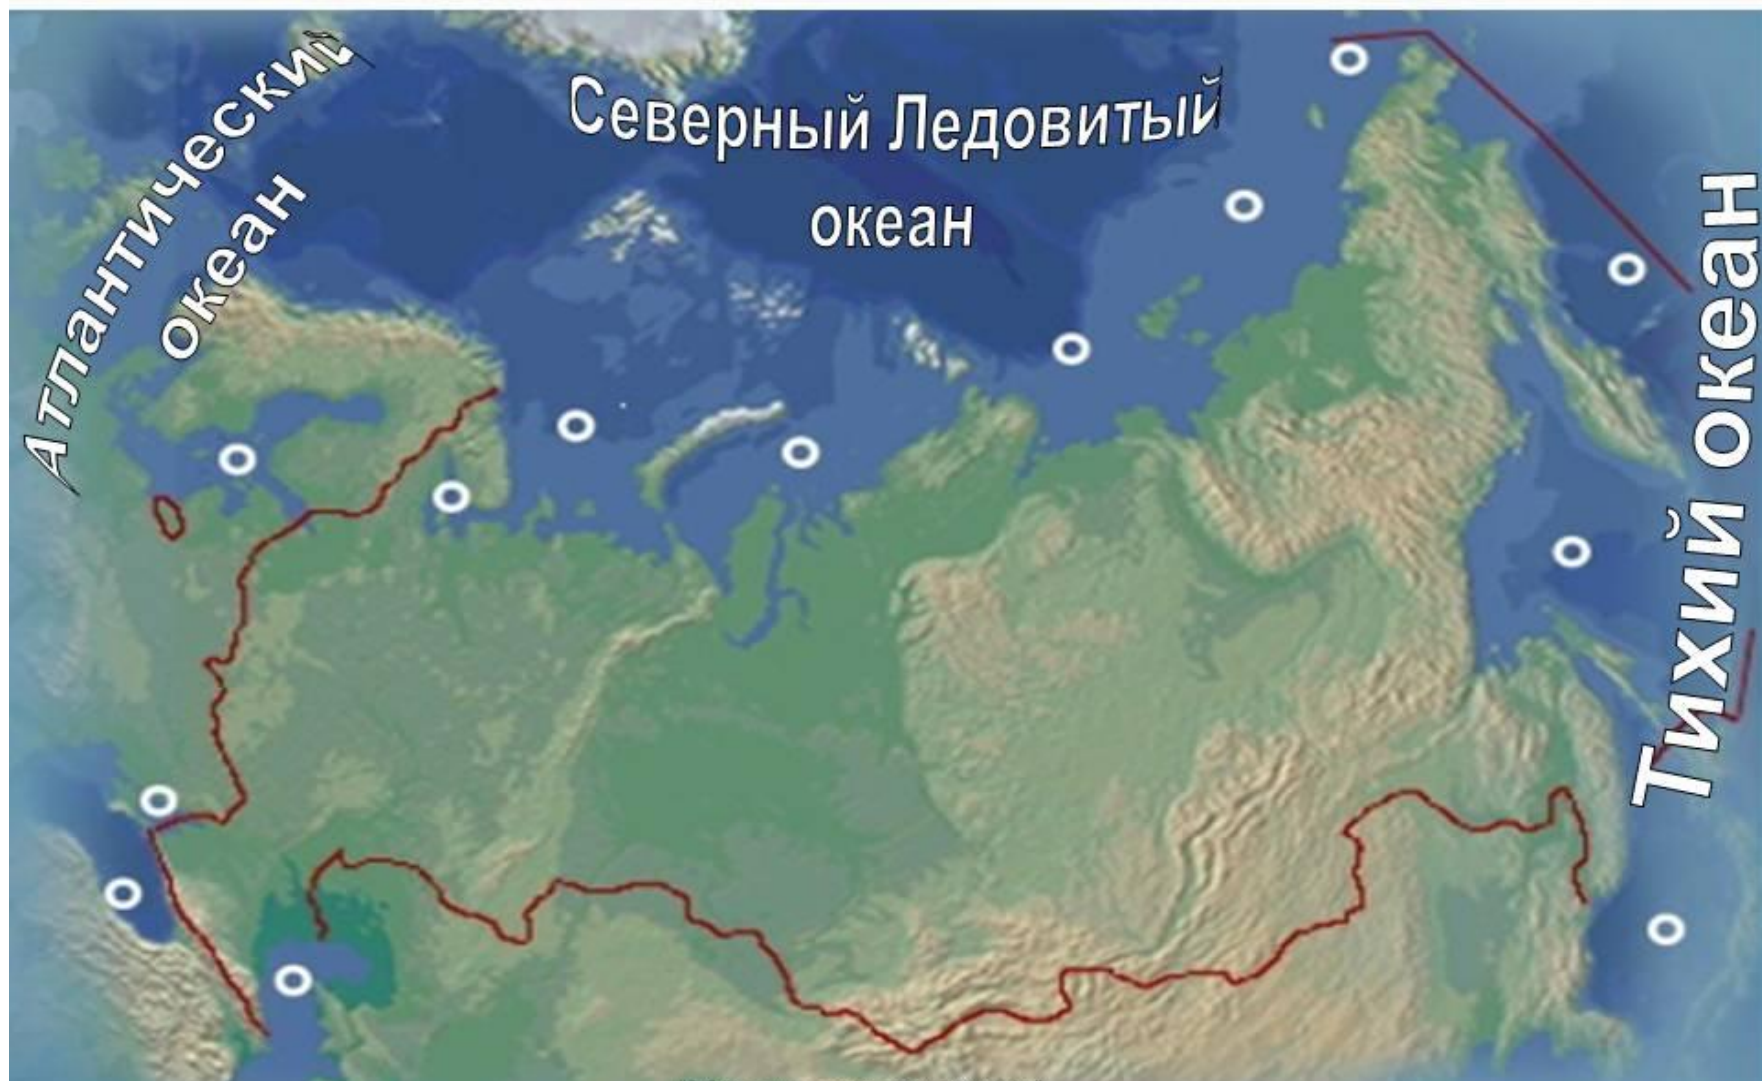 Атлантический
океан
Северный Ледовитый
океан
Тихий океан